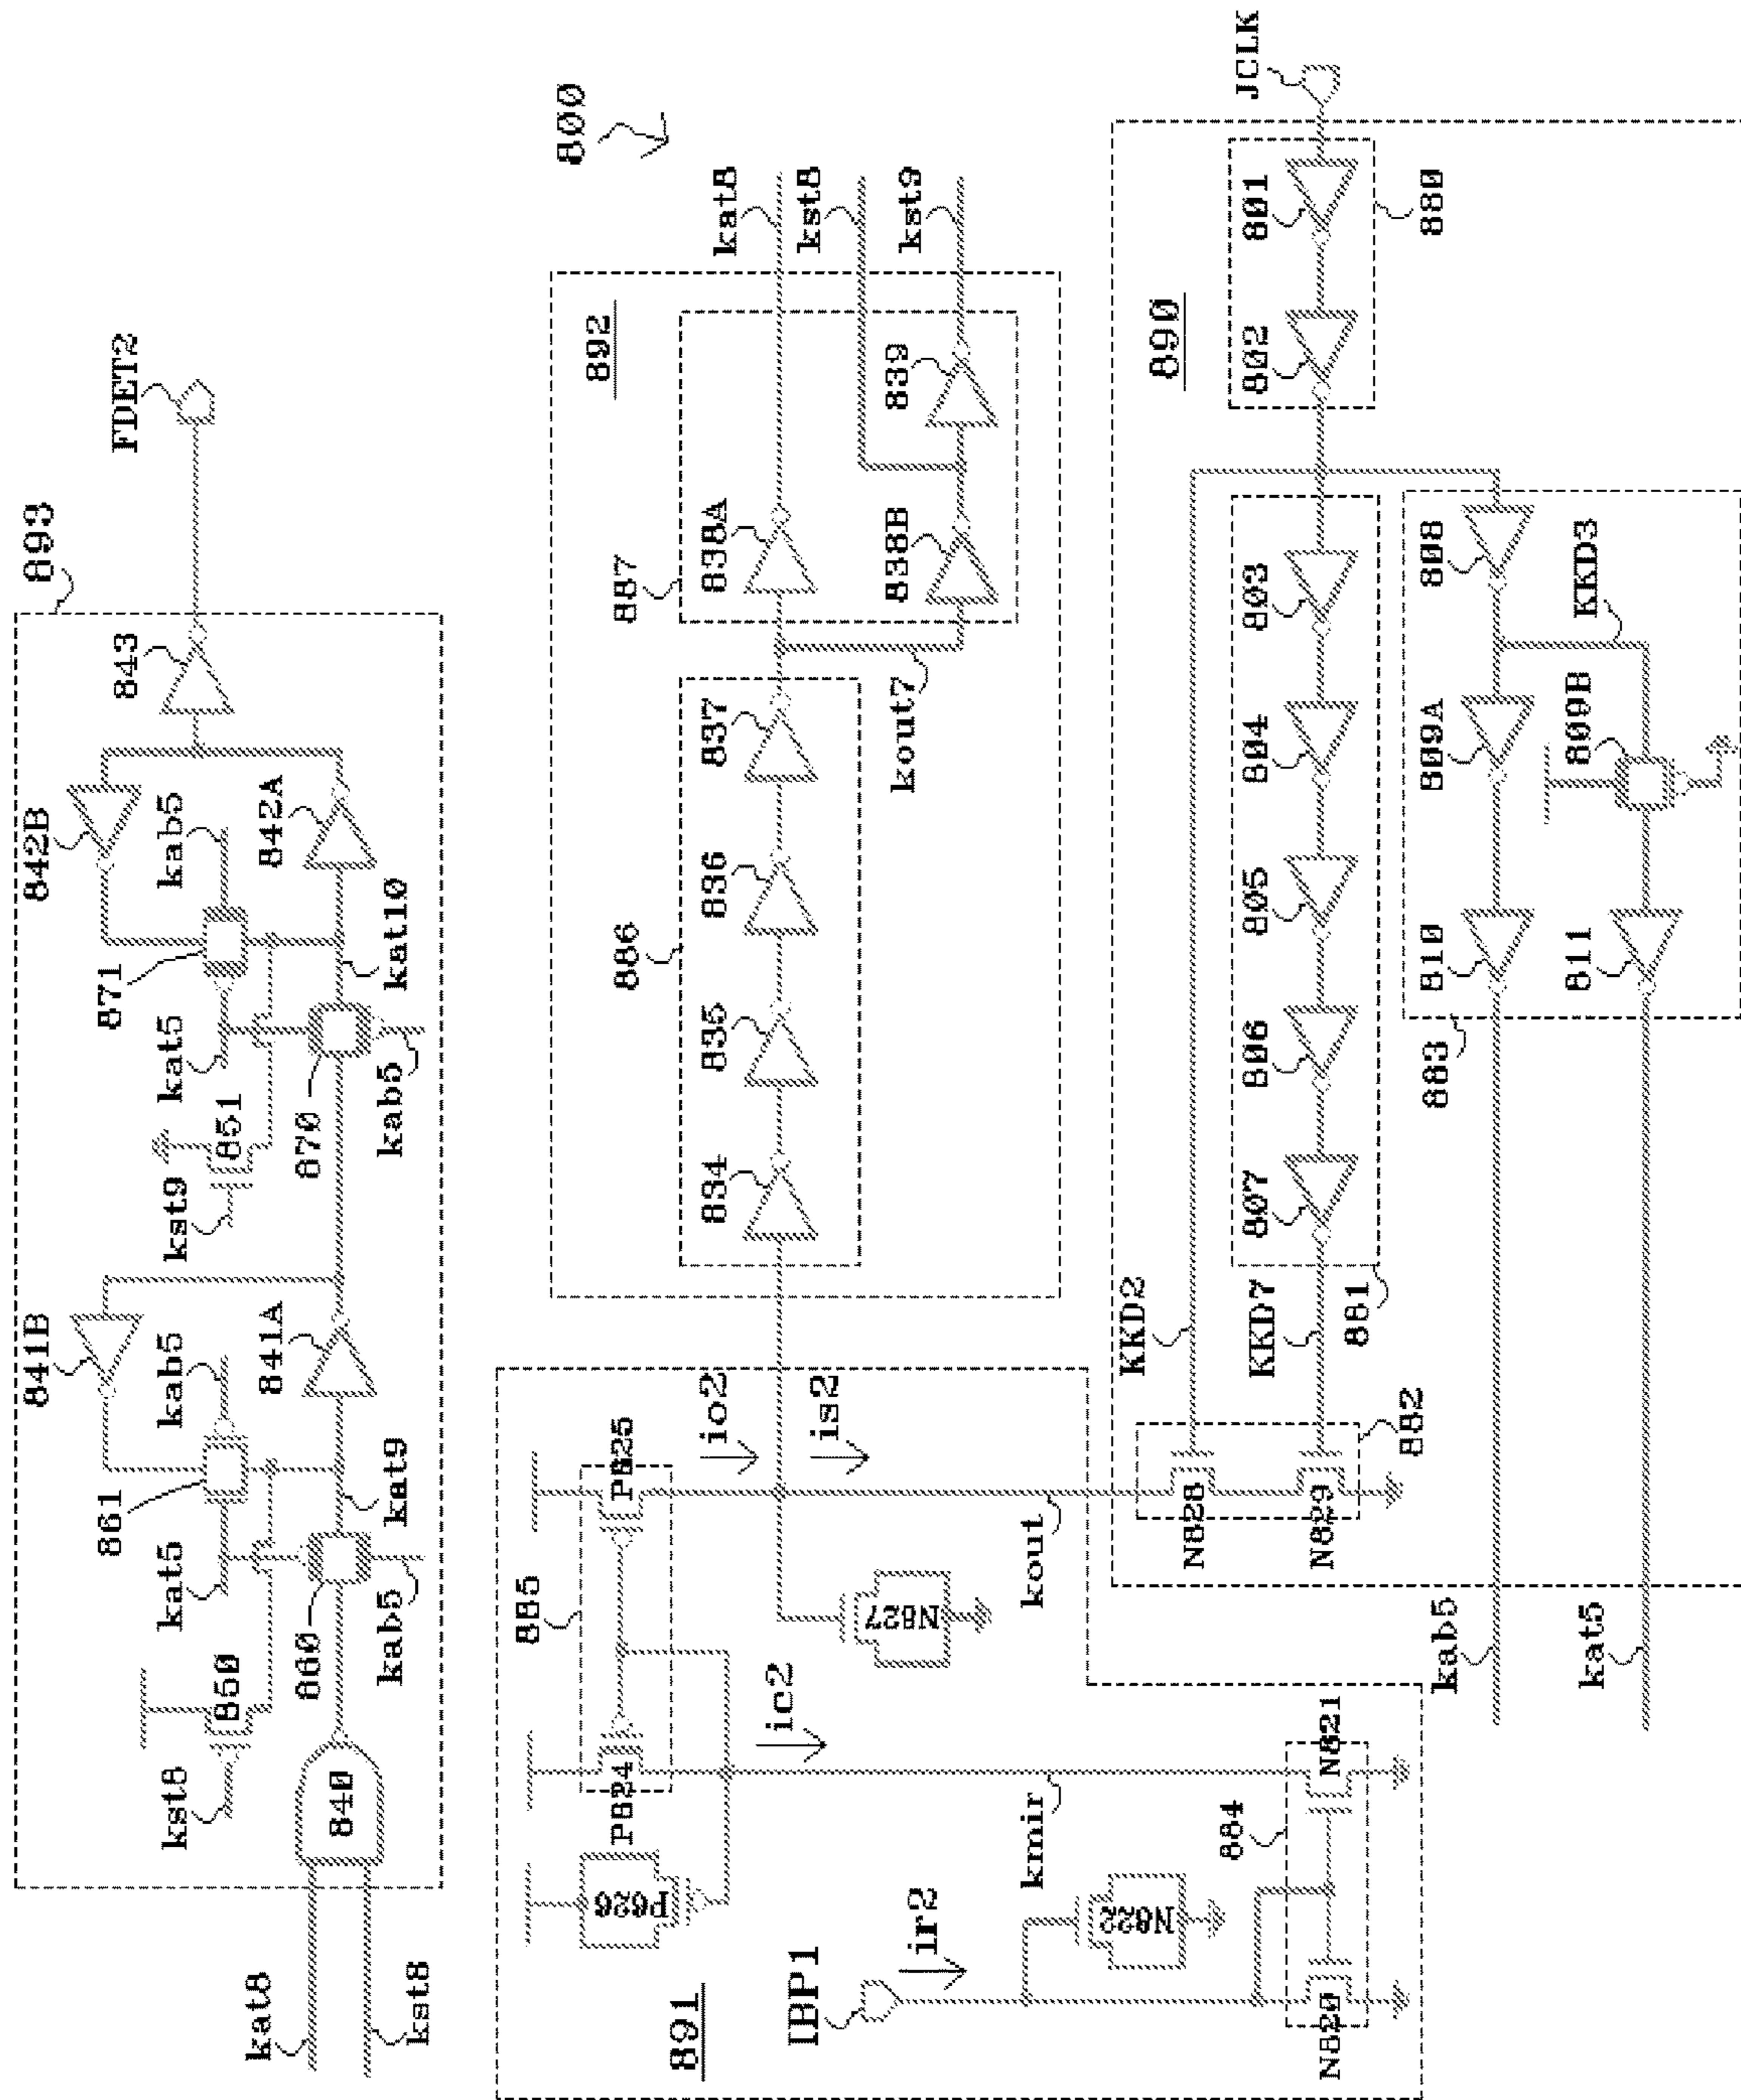 893
842B
841B
FDET2
843
871
kab5
861
kab5
kat5
kat5
kst9
851
850
kst8
870
842A
860
841A
840
kat10
kab5
kat9
kab5
kat8
kst8
800
892
887
838A
kat8
kst8
kst9
838B
839
886
834
835
836
837
kout7
885
P825
P824
P826
io2
is2
ic2
891
N827
kout
kmir
IBP1
ir2
N822
884
N820
N821
890
KKD2
N828
N829
882
KKD7
881
JCLK
801
802
880
803
804
805
806
807
883
808
809A
810
KKD3
809B
811
kab5
kat5